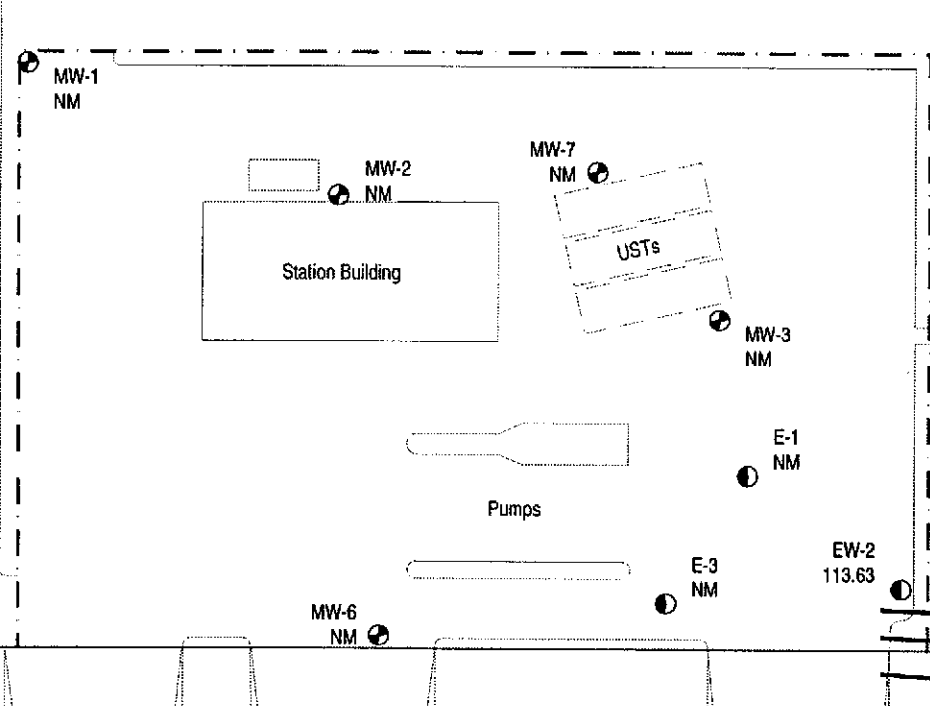 MW-1
NM
MW-2
NM
MW-7
NM
Station Building
USTs
MW-3
NM
E-1
NM
Pumps
EW-2
113.63
E-3
NM
MW-6
NM